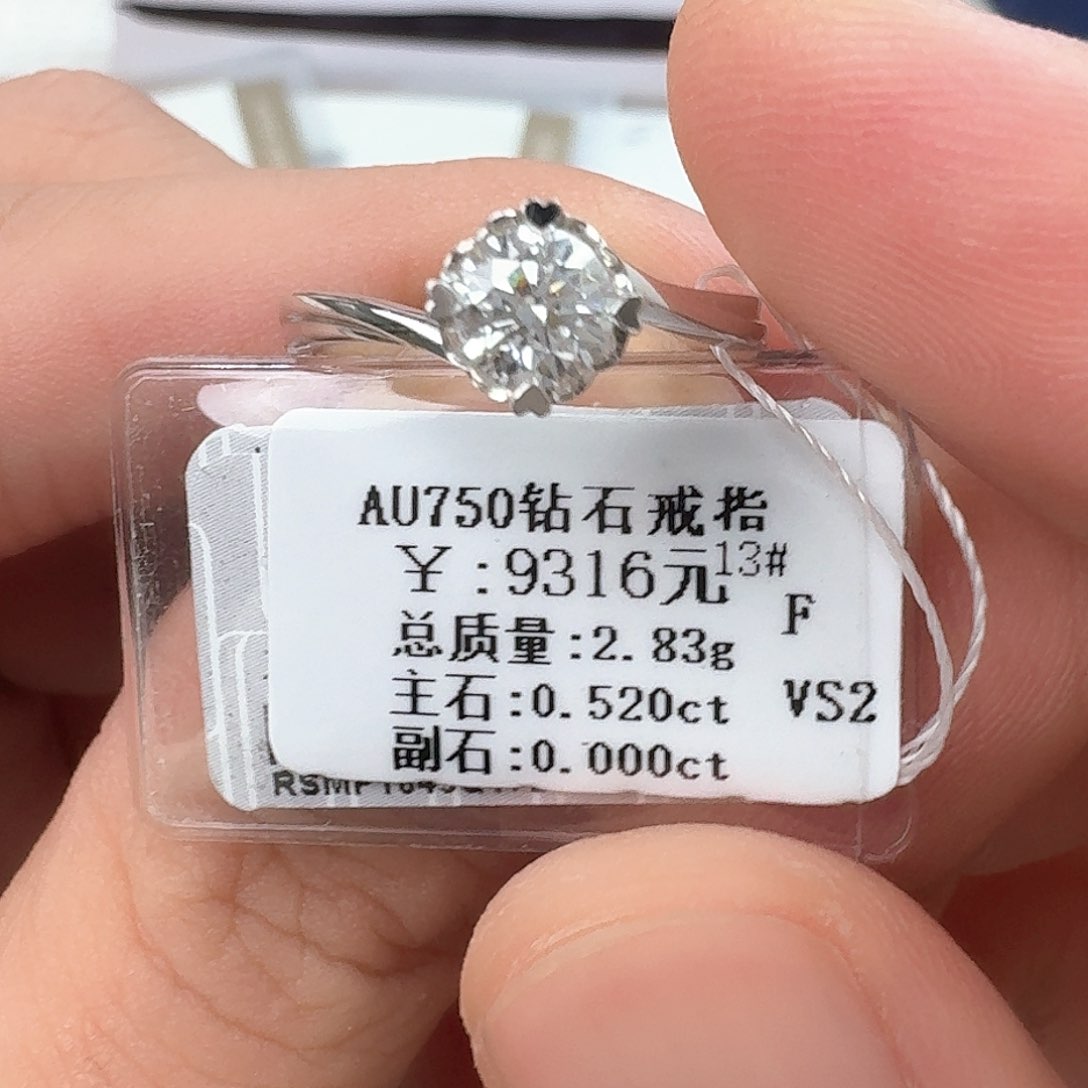 AU750钻石戒指
￥:9316元13#
F
总质量:2.83g
主石:0.520ct VS2
副石:0.000ct